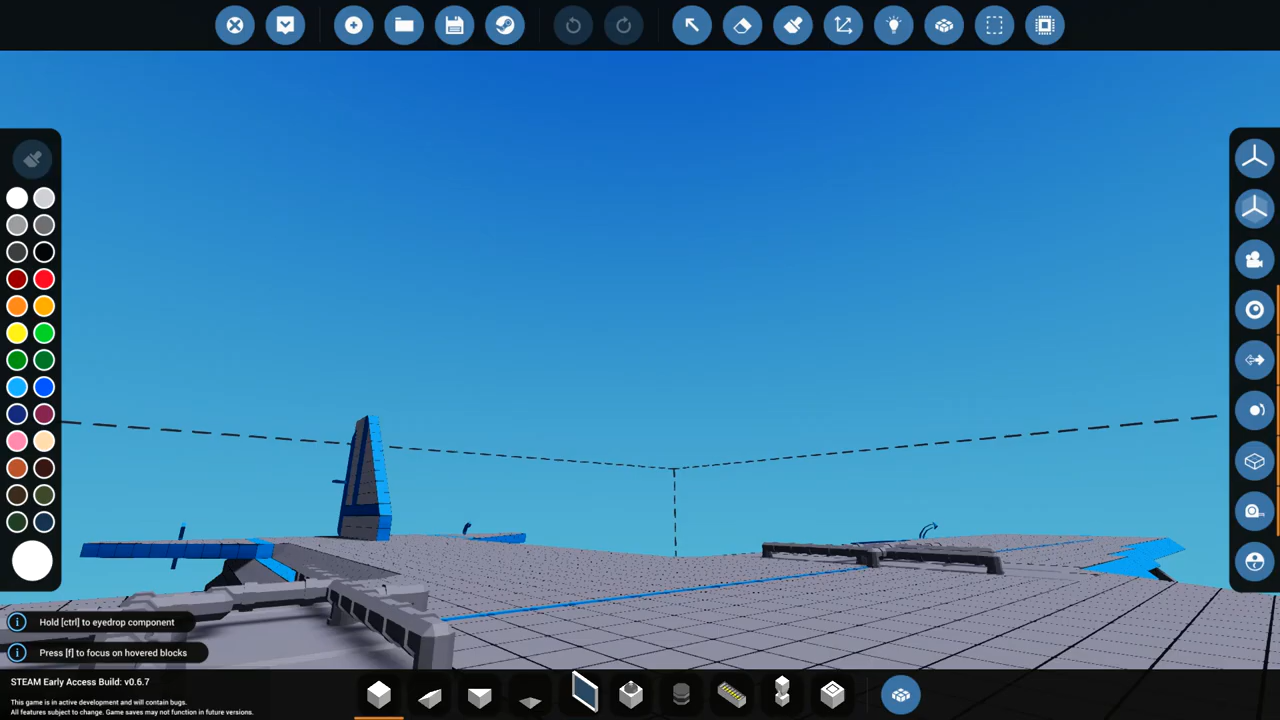 Hold [ctrl] to eyedrop component
Press [f] to focus on hovered blocks
STEAM Early Access Build: v0.6.7
This game is in active development and will contain bugs.
All features subject to change. Game saves may not function in future versions.